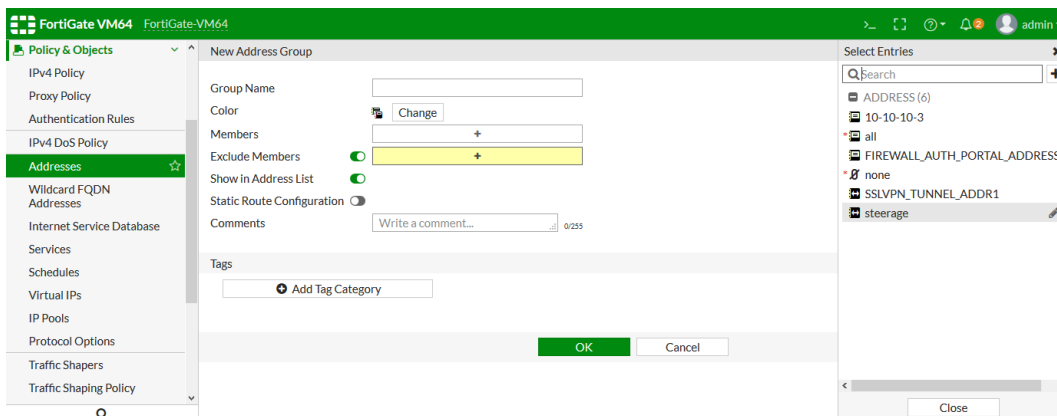 FortiGate VM64 FortiGate-VM64
>_ 2 admin
Policy & Objects
IPv4 Policy
Proxy Policy
Authentication Rules
IPv4 DoS Policy
Addresses
Wildcard FQDN
Addresses
Internet Service Database
Services
Schedules
Virtual IPs
IP Pools
Protocol Options
Traffic Shapers
Traffic Shaping Policy
New Address Group
Group Name
Color Change
Members +
Exclude Members +
Show in Address List
Static Route Configuration
Comments Write a comment... 0/255
Tags
Add Tag Category
OK Cancel
Select Entries
Search
ADDRESS (6)
10-10-10-3
* all
FIREWALL_AUTH_PORTAL_ADDRESS
* none
SSLVPN_TUNNEL_ADDR1
steerage
Close